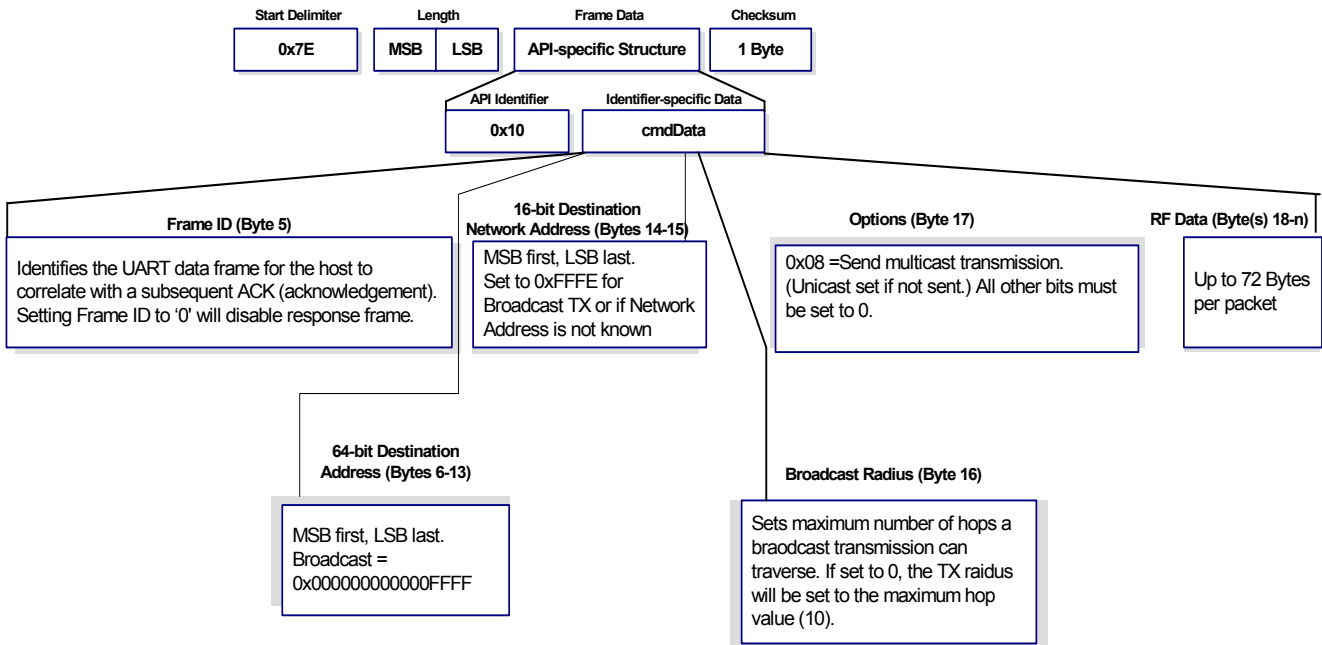 Start Delimiter
Length
Frame Data
Checksum
0x7E
MSB
LSB
API-specific Structure
1 Byte
API Identifier
Identifier-specific Data
0x10
cmdData
Frame ID (Byte 5)
Identifies the UART data frame for the host to
correlate with a subsequent ACK (acknowledgement).
Setting Frame ID to ‘0' will disable response frame.
16-bit Destination
Network Address (Bytes 14-15)
MSB first, LSB last.
Set to 0xFFFE for
Broadcast TX or if Network
Address is not known
Options (Byte 17)
0x08 =Send multicast transmission.
(Unicast set if not sent.) All other bits must
be set to 0.
RF Data (Byte(s) 18-n)
Up to 72 Bytes
per packet
64-bit Destination
Address (Bytes 6-13)
MSB first, LSB last.
Broadcast =
0x000000000000FFFF
Broadcast Radius (Byte 16)
Sets maximum number of hops a
braodcast transmission can
traverse. If set to 0, the TX raidus
will be set to the maximum hop
value (10).